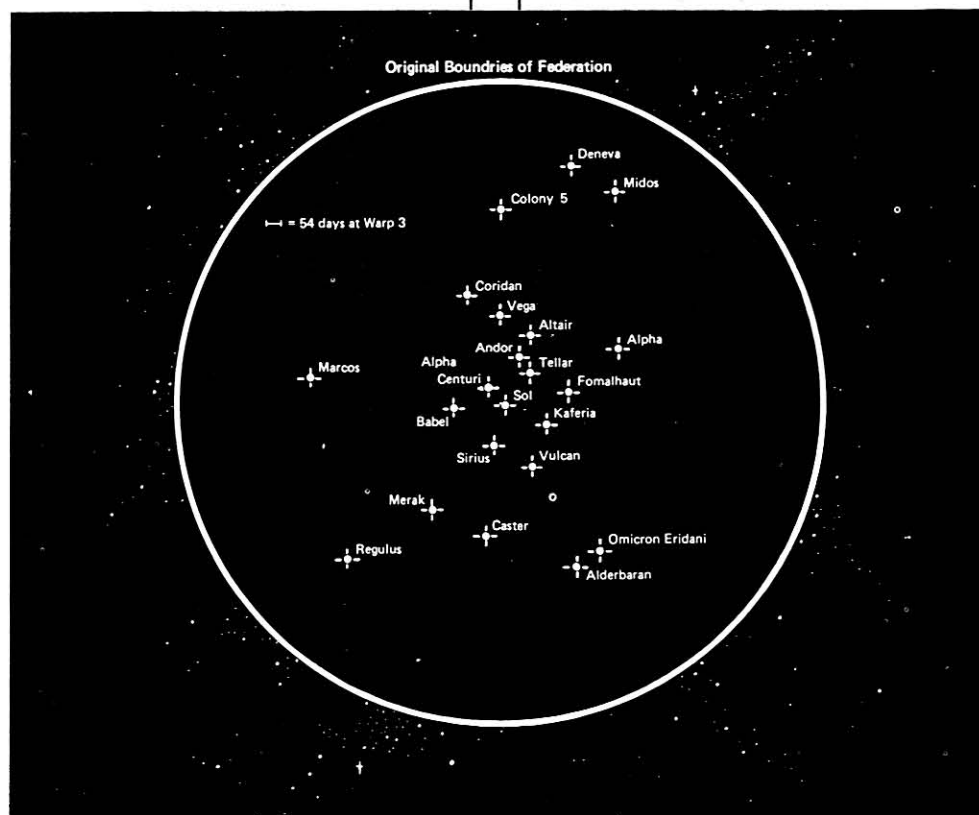 Original Boundries of Federation
Deneva
Midos
Colony 5
= 54 days at Warp 3
Coridan
Vega
Altair
Andor
Alpha
Marcos
Alpha
Centuri
Tellar
Fomalhaut
Sol
Babel
Kaferia
Sirius
Vulcan
Merak
Caster
Omicron Eridani
Regulus
Alderbaran